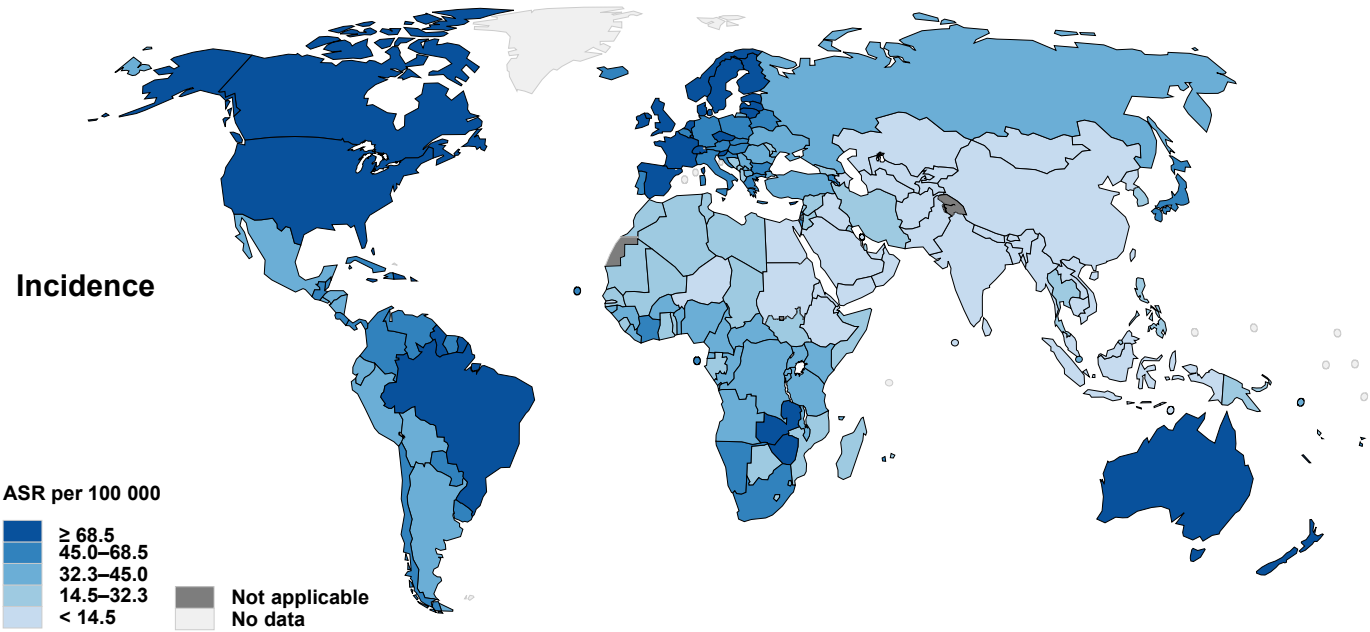 Incidence
ASR per 100 000
≥ 68.5
45.0–68.5
32.3–45.0
14.5–32.3
< 14.5
Not applicable
No data